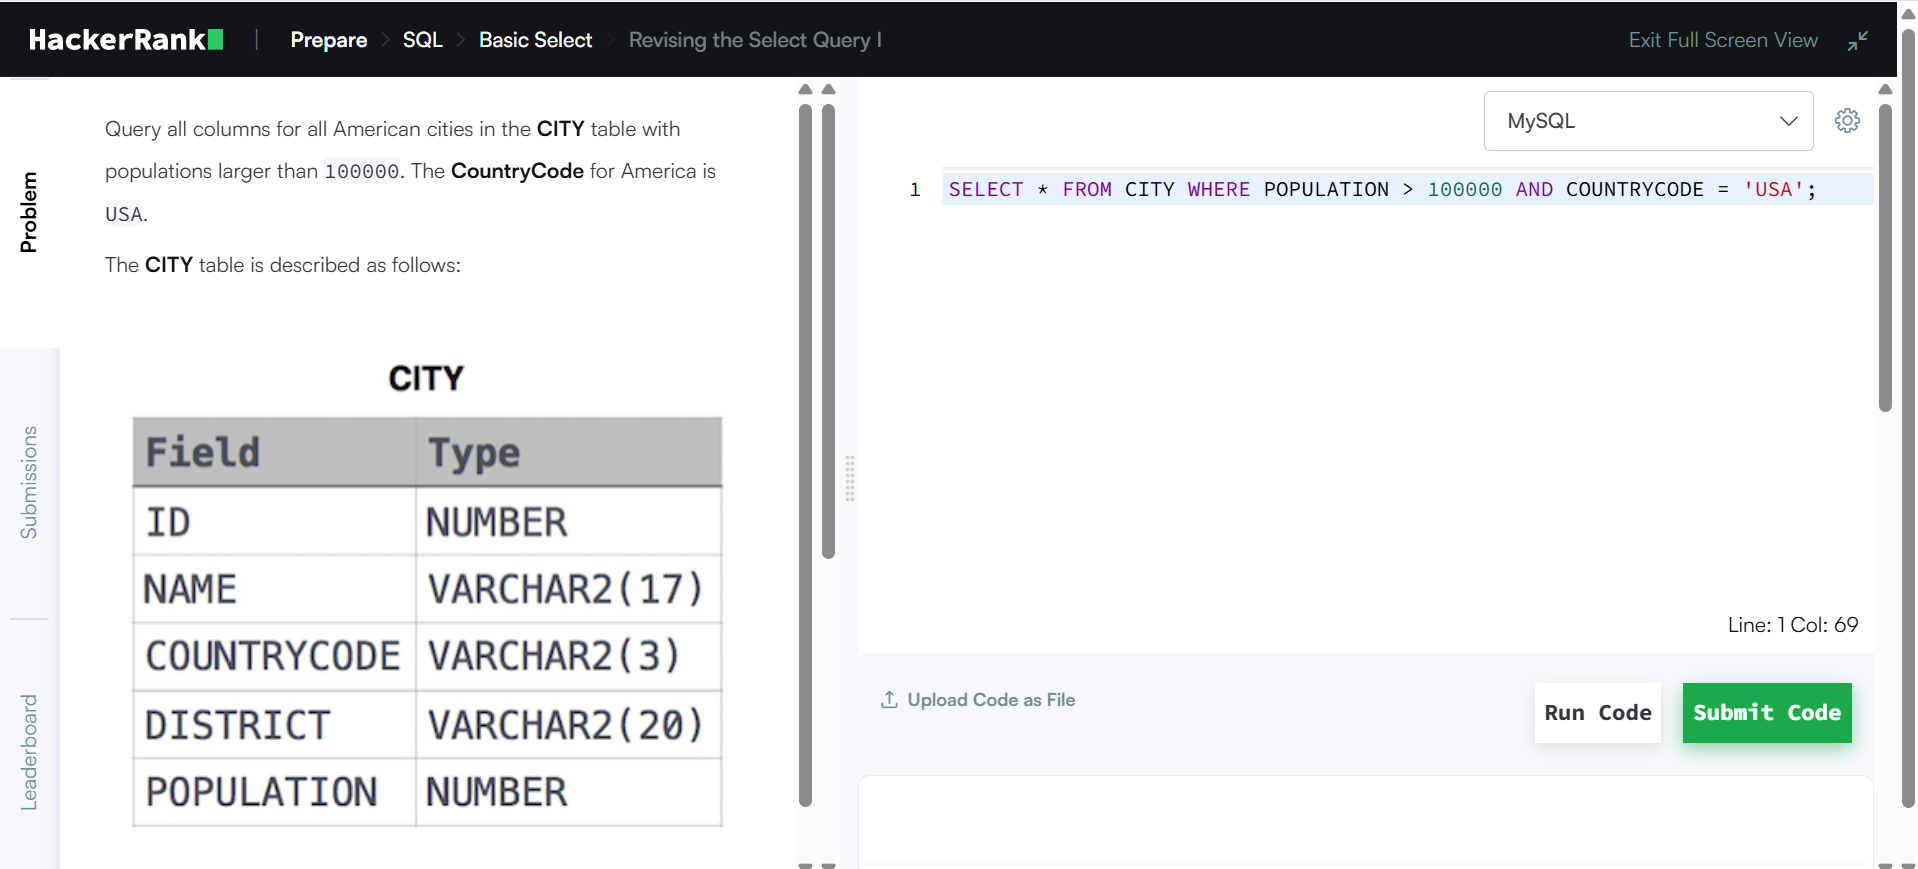 HackerRank
Prepare
SQL
Basic Select
Revising the Select Query I
Exit Full Screen View
Problem
Submissions
Leaderboard
Query all columns for all American cities in the CITY table with
populations larger than 100000. The CountryCode for America is
USA.
The CITY table is described as follows:
CITY
Field Type
ID NUMBER
NAME VARCHAR2(17)
COUNTRYCODE VARCHAR2(3)
DISTRICT VARCHAR2(20)
POPULATION NUMBER
MySQL
1 SELECT * FROM CITY WHERE POPULATION > 100000 AND COUNTRYCODE = 'USA';
Line: 1 Col: 69
Upload Code as File
Run Code
Submit Code